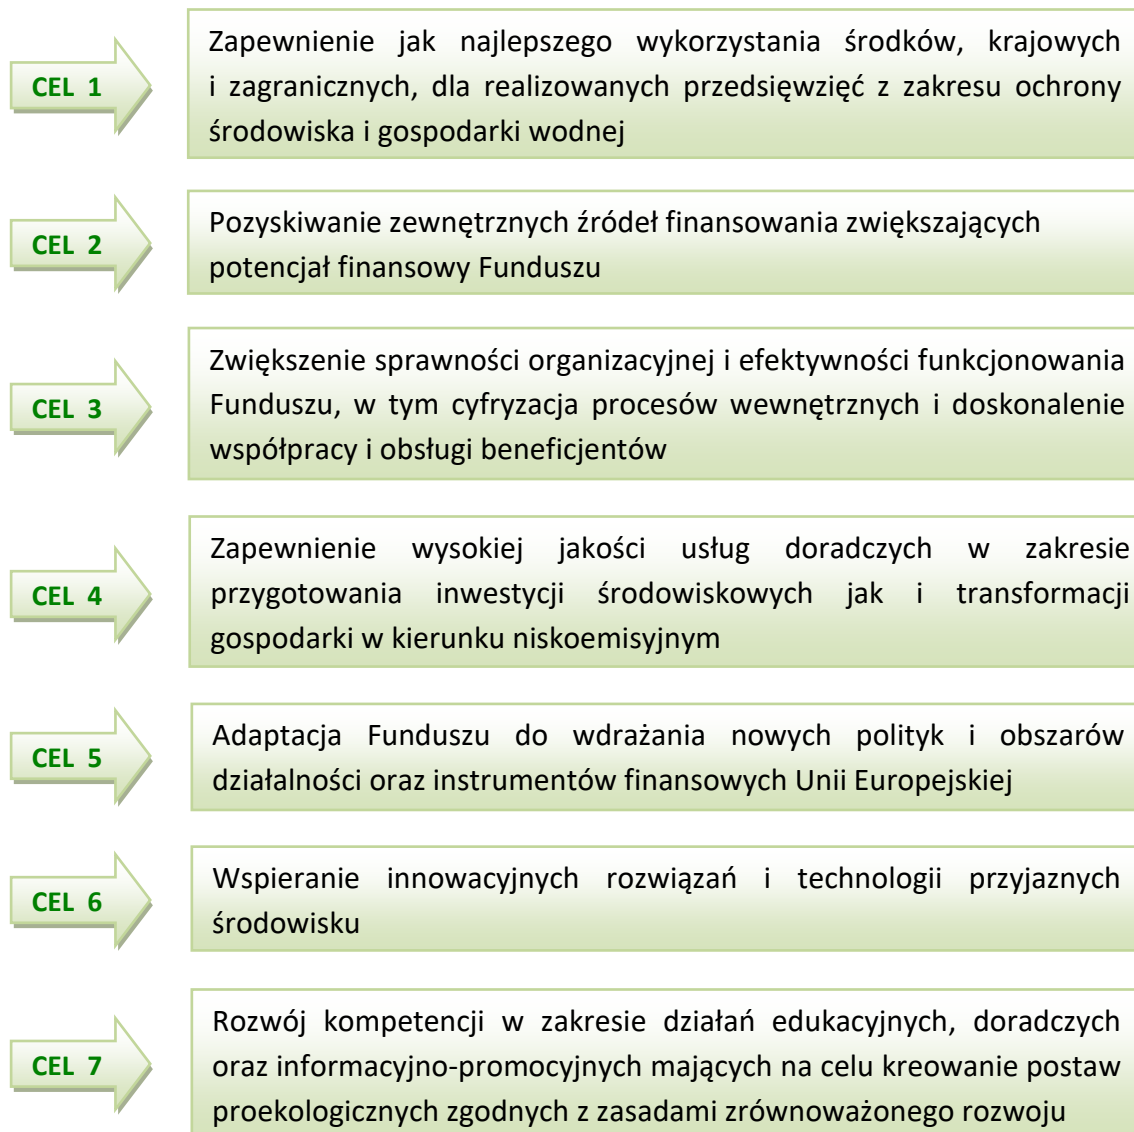 CEL 1
Zapewnienie jak najlepszego wykorzystania środków, krajowych
i zagranicznych, dla realizowanych przedsięwzięć z zakresu ochrony
środowiska i gospodarki wodnej
CEL 2
Pozyskiwanie zewnętrznych źródeł finansowania zwiększających
potencjał finansowy Funduszu
CEL 3
Zwiększenie sprawności organizacyjnej i efektywności funkcjonowania
Funduszu, w tym cyfryzacja procesów wewnętrznych i doskonalenie
współpracy i obsługi beneficjentów
CEL 4
Zapewnienie wysokiej jakości usług doradczych w zakresie
przygotowania inwestycji środowiskowych jak i transformacji
gospodarki w kierunku niskoemisyjnym
CEL 5
Adaptacja Funduszu do wdrażania nowych polityk i obszarów
działalności oraz instrumentów finansowych Unii Europejskiej
CEL 6
Wspieranie innowacyjnych rozwiązań i technologii przyjaznych
środowisku
CEL 7
Rozwój kompetencji w zakresie działań edukacyjnych, doradczych
oraz informacyjno-promocyjnych mających na celu kreowanie postaw
proekologicznych zgodnych z zasadami zrównoważonego rozwoju